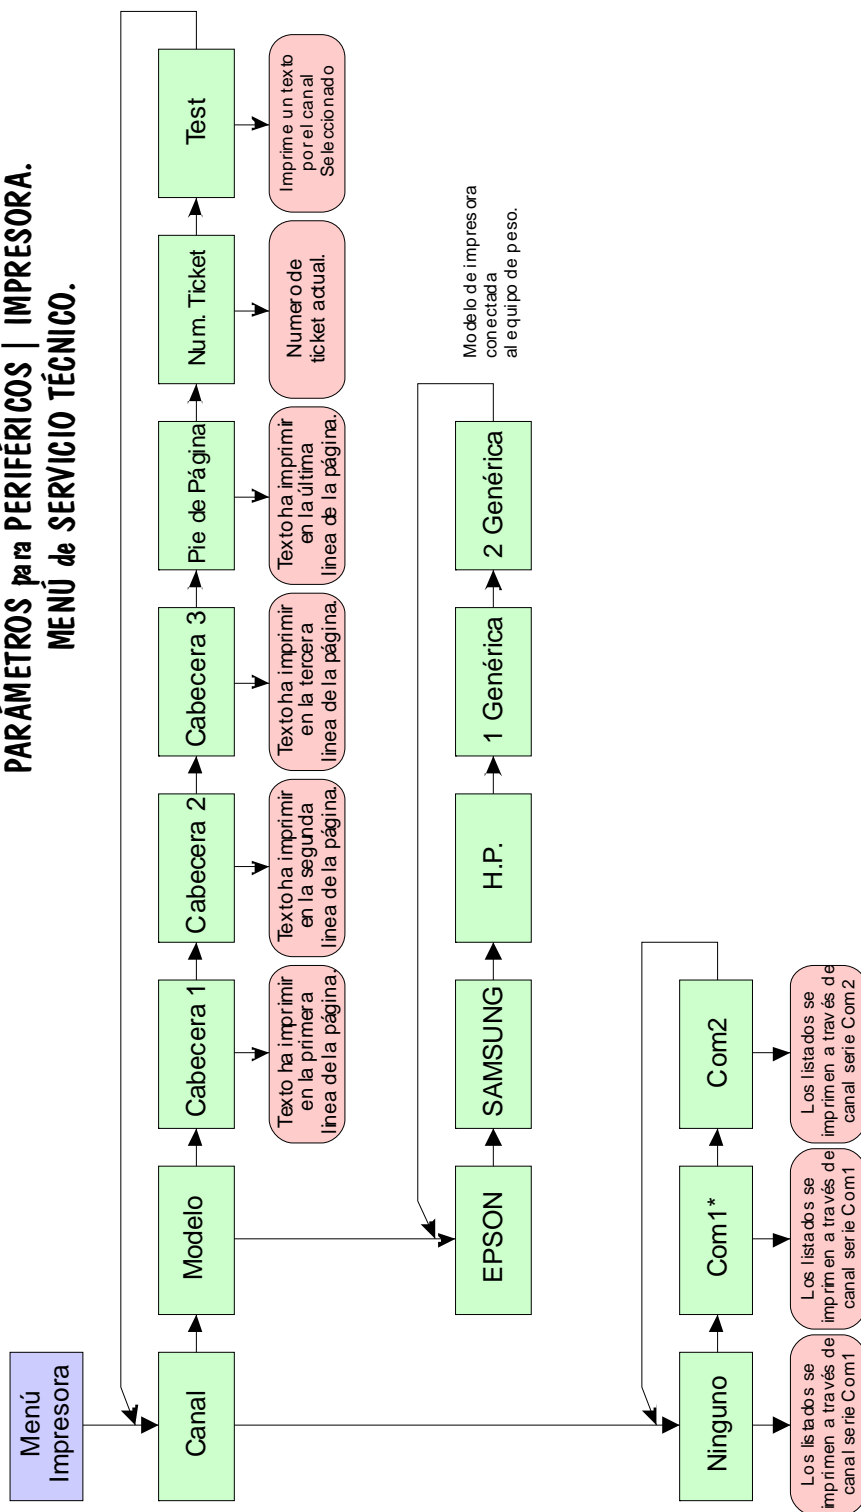 PARÁMETROS para PERIFÉRICOS | IMPRESORA.
MENÚ de SERVICIO TÉCNICO.
Menú
Impresora
Canal
Modelo
Cabecera 1
Cabecera 2
Cabecera 3
Pie de Página
Num. Ticket
Test
Texto ha imprimir
en la primera
linea de la página.
Texto ha imprimir
en la segunda
linea de la página.
Texto ha imprimir
en la tercera
linea de la página.
Texto ha imprimir
en la última
linea de la página.
Numero de
ticket actual.
Imprime un texto
por el canal
Seleccionado
EPSON
SAMSUNG
H.P.
1 Genérica
2 Genérica
Modelo de impresora
conectada
al equipo de peso.
Ninguno
Com1*
Com2
Los listados se
imprimen a través de
canal serie Com1
Los listados se
imprimen a través de
canal serie Com1
Los listados se
imprimen a través de
canal serie Com2